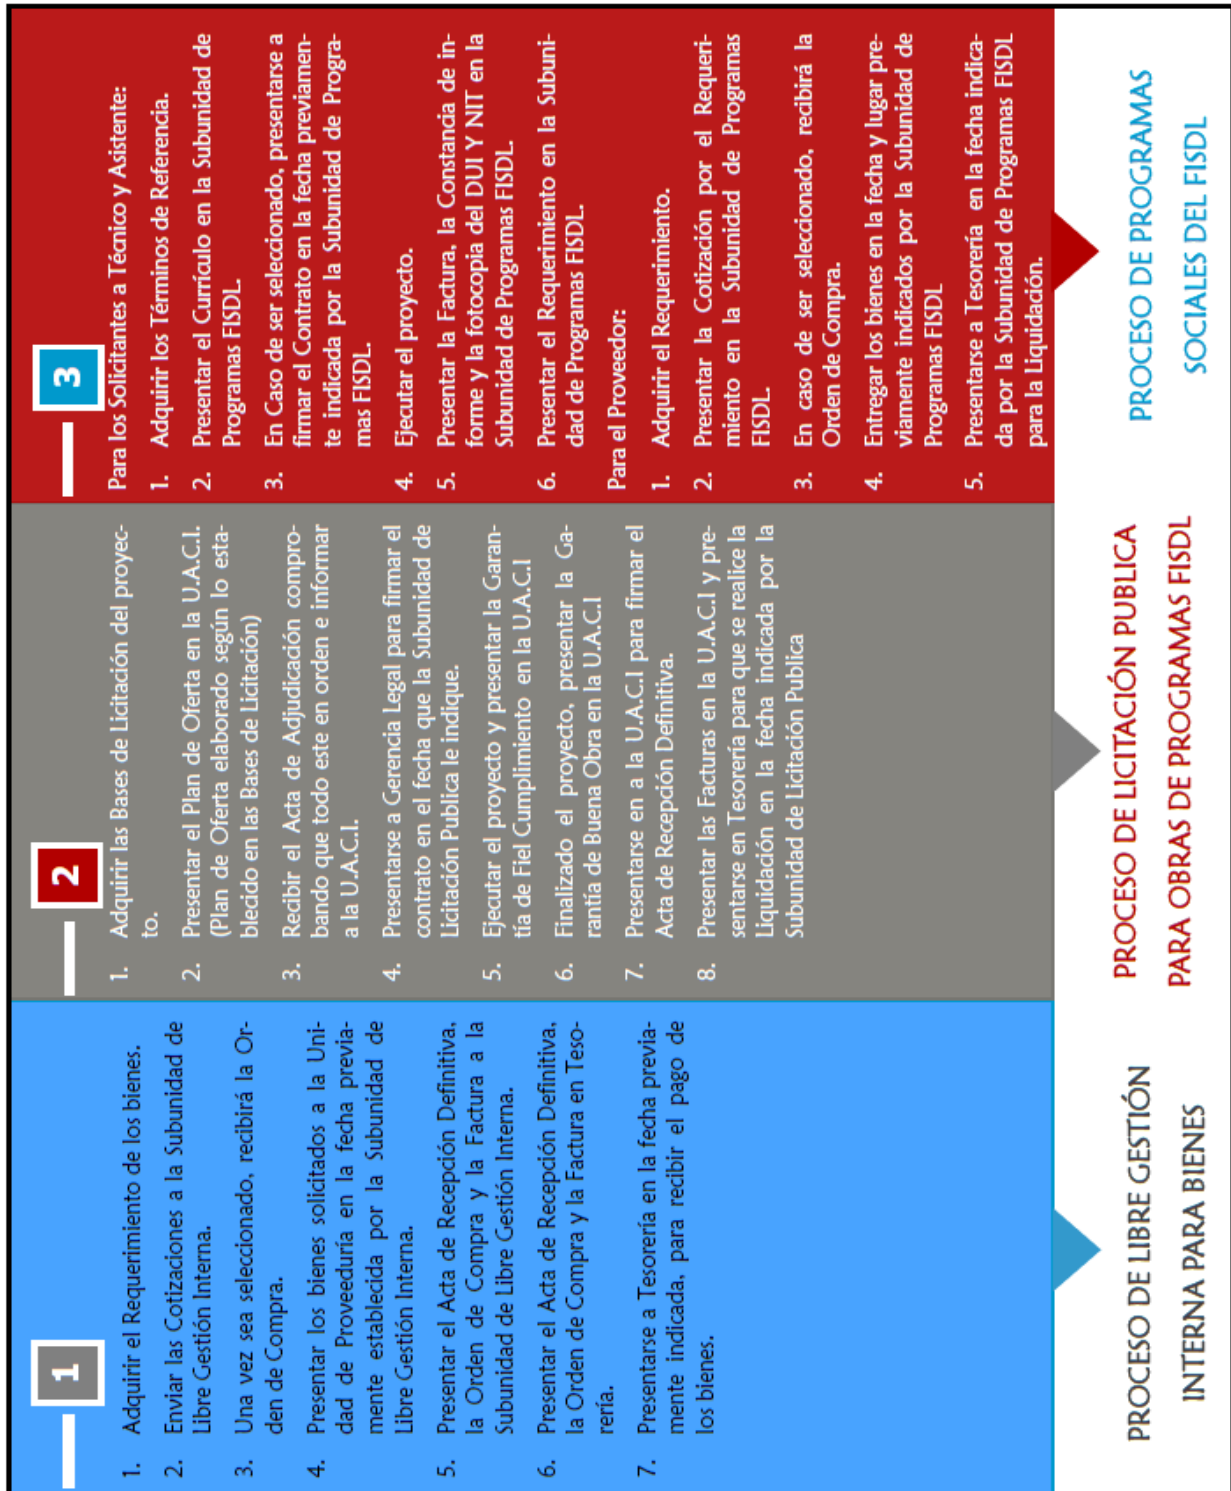 1
1. Adquirir el Requerimiento de los bienes.
2. Enviar las Cotizaciones a la Subunidad de
Libre Gestión Interna.
3. Una vez sea seleccionado, recibirá la Or-
den de Compra.
4. Presentar los bienes solicitados a la Uni-
dad de Proveeduría en la fecha previa-
mente establecida por la Subunidad de
Libre Gestión Interna.
5. Presentar el Acta de Recepción Definitiva,
la Orden de Compra y la Factura a la
Subunidad de Libre Gestión Interna.
6. Presentar el Acta de Recepción Definitiva,
la Orden de Compra y la Factura en Teso-
rería.
7. Presentarse a Tesorería en la fecha previa-
mente indicada, para recibir el pago de
los bienes.
PROCESO DE LIBRE GESTIÓN
INTERNA PARA BIENES
2
1. Adquirir las Bases de Licitación del proyec-
to.
2. Presentar el Plan de Oferta en la U.A.C.I.
(Plan de Oferta elaborado según lo esta-
blecido en las Bases de Licitación)
3. Recibir el Acta de Adjudicación compro-
bando que todo este en orden e informar
a la U.A.C.I.
4. Presentarse a Gerencia Legal para firmar el
contrato en el fecha que la Subunidad de
Licitación Publica le indique.
5. Ejecutar el proyecto y presentar la Garan-
tía de Fiel Cumplimiento en la U.A.C.I
6. Finalizado el proyecto, presentar la Ga-
rantía de Buena Obra en la U.A.C.I
7. Presentarse en a la U.A.C.I para firmar el
Acta de Recepción Definitiva.
8. Presentar las Facturas en la U.A.C.I y pre-
sentarse en Tesorería para que se realice la
Liquidación en la fecha indicada por la
Subunidad de Licitación Publica
PROCESO DE LICITACIÓN PUBLICA
PARA OBRAS DE PROGRAMAS FISDL
3
Para los Solicitantes a Técnico y Asistente:
1. Adquirir los Términos de Referencia.
2. Presentar el Currículo en la Subunidad de
Programas FISDL.
3. En Caso de ser seleccionado, presentarse a
firmar el Contrato en la fecha previamen-
te indicada por la Subunidad de Progra-
mas FISDL.
4. Ejecutar el proyecto.
5. Presentar la Factura, la Constancia de in-
forme y la fotocopia del DUI Y NIT en la
Subunidad de Programas FISDL.
6. Presentar el Requerimiento en la Subuni-
dad de Programas FISDL.
Para el Proveedor:
1. Adquirir el Requerimiento.
2. Presentar la Cotización por el Requeri-
miento en la Subunidad de Programas
FISDL
3. En caso de ser seleccionado, recibirá la
Orden de Compra.
4. Entregar los bienes en la fecha y lugar pre-
viamente indicados por la Subunidad de
Programas FISDL
5. Presentarse a Tesorería en la fecha indica-
da por la Subunidad de Programas FISDL
para la Liquidación.
PROCESO DE PROGRAMAS
SOCIALES DEL FISDL